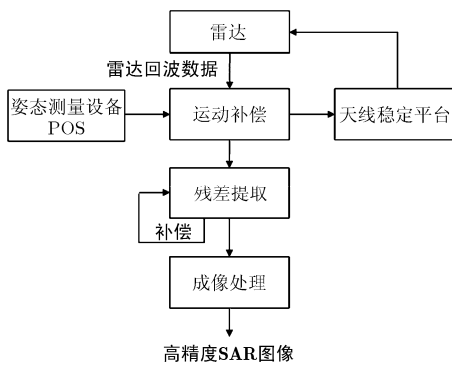 雷达
雷达回波数据
姿态测量设备
POS
运动补偿
天线稳定平台
残差提取
补偿
成像处理
高精度SAR图像